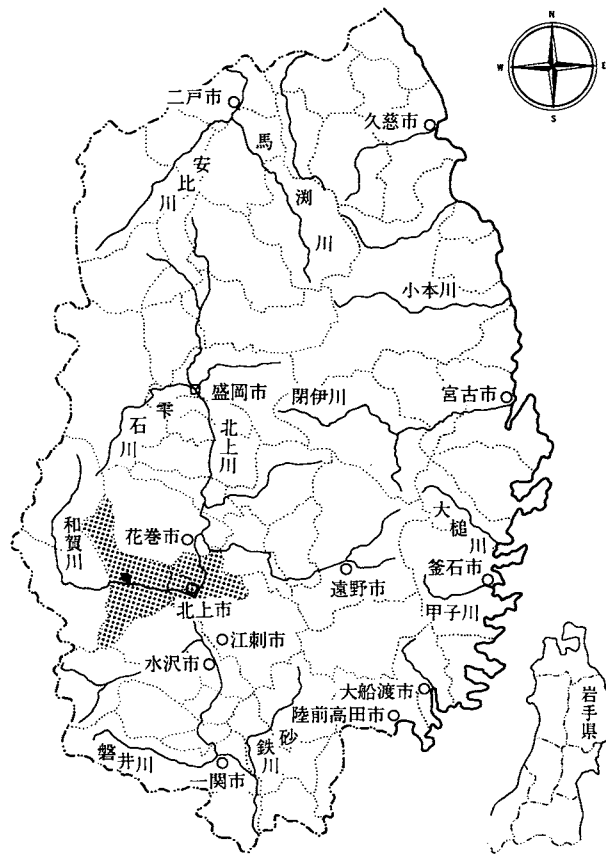 N
W E
S
二戸市
久慈市
馬淵川
安比川
小本川
盛岡市
閉伊川
宮古市
雫石川
北上川
和賀川
花巻市
大槌川
釜石市
遠野市
北上市
甲子川
江刺市
水沢市
大船渡市
陸前高田市
岩手県
砂鉄川
磐井川
一関市